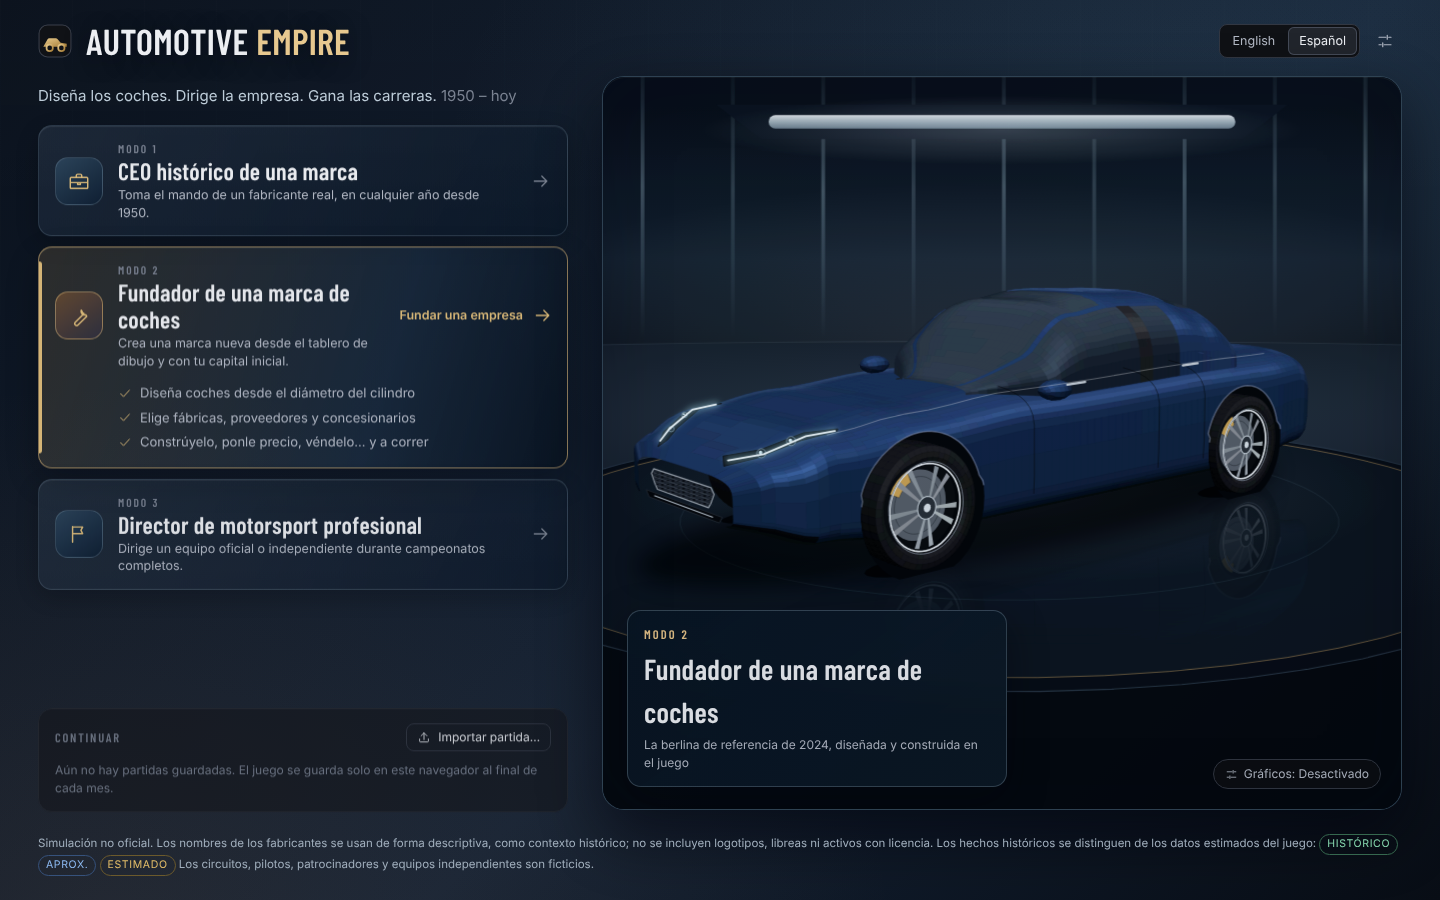 AUTOMOTIVE EMPIRE
English
Español
Diseña los coches. Dirige la empresa. Gana las carreras. 1950 – hoy
MODO 1
CEO histórico de una marca
Toma el mando de un fabricante real, en cualquier año desde
1950.
MODO 2
Fundador de una marca de
coches
Fundar una empresa
Crea una marca nueva desde el tablero de
dibujo y con tu capital inicial.
Diseña coches desde el diámetro del cilindro
Elige fábricas, proveedores y concesionarios
Constrúyelo, ponle precio, véndelo... y a correr
MODO 3
Director de motorsport profesional
Dirige un equipo oficial o independiente durante campeonatos
completos.
CONTINUAR
Importar partida...
Aún no hay partidas guardadas. El juego se guarda solo en este navegador al final de
cada mes.
MODO 2
Fundador de una marca de
coches
La berlina de referencia de 2024, diseñada y construida en
el juego
Gráficos: Desactivado
Simulación no oficial. Los nombres de los fabricantes se usan de forma descriptiva, como contexto histórico; no se incluyen logotipos, libreas ni activos con licencia. Los hechos históricos se distinguen de los datos estimados del juego: HISTÓRICO
APROX. ESTIMADO Los circuitos, pilotos, patrocinadores y equipos independientes son ficticios.